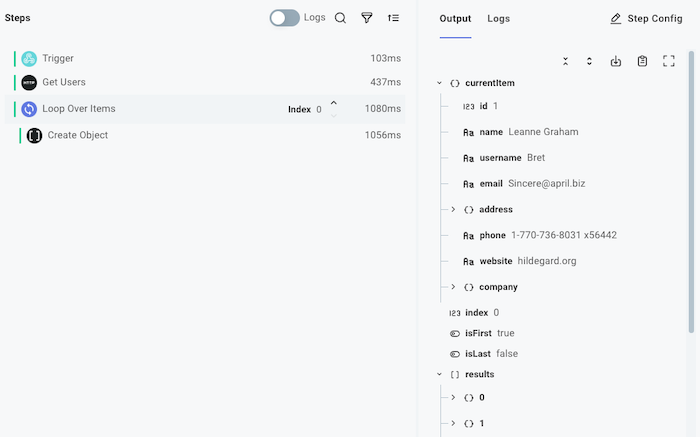 Steps
Logs
Trigger 103ms
HTTP Get Users 437ms
Loop Over Items Index 0 1080ms
Create Object 1056ms
Output Logs Step Config
{} currentItem
123 id 1
Aa name Leanne Graham
Aa username Bret
Aa email Sincere@april.biz
{} address
Aa phone 1-770-736-8031 x56442
Aa website hildegard.org
{} company
123 index 0
isFirst true
isLast false
[] results
{} 0
{} 1